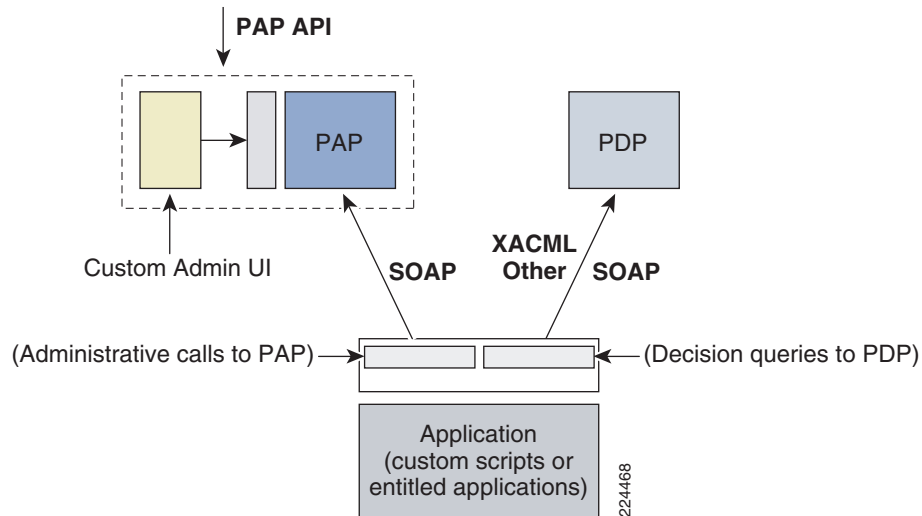 PAP API
PAP
PDP
Custom Admin UI
SOAP
XACML
Other
SOAP
(Administrative calls to PAP)
(Decision queries to PDP)
Application
(custom scripts or
entitled applications)
224468